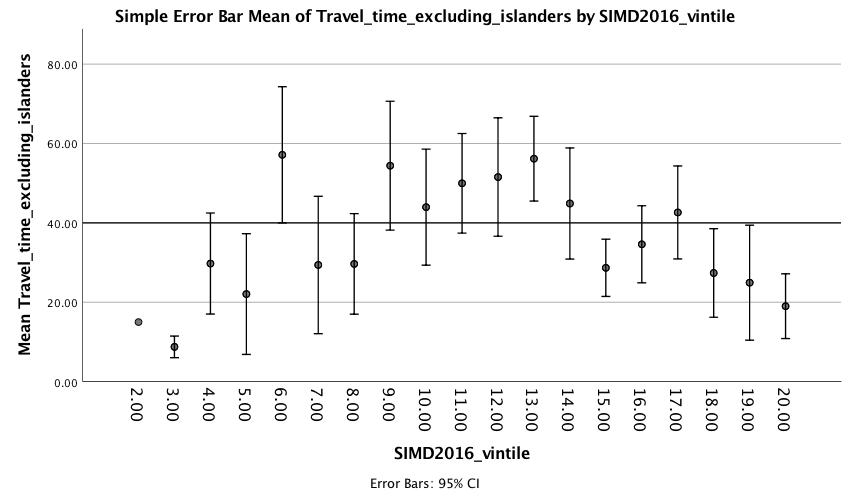 Simple Error Bar Mean of Travel_time_excluding_islanders by SIMD2016_vintile
Mean Travel_time_excluding_islanders
80.00
60.00
40.00
20.00
0.00
2.00 3.00 4.00 5.00 6.00 7.00 8.00 9.00 10.00 11.00 12.00 13.00 14.00 15.00 16.00 17.00 18.00 19.00 20.00
SIMD2016_vintile
Error Bars: 95% CI